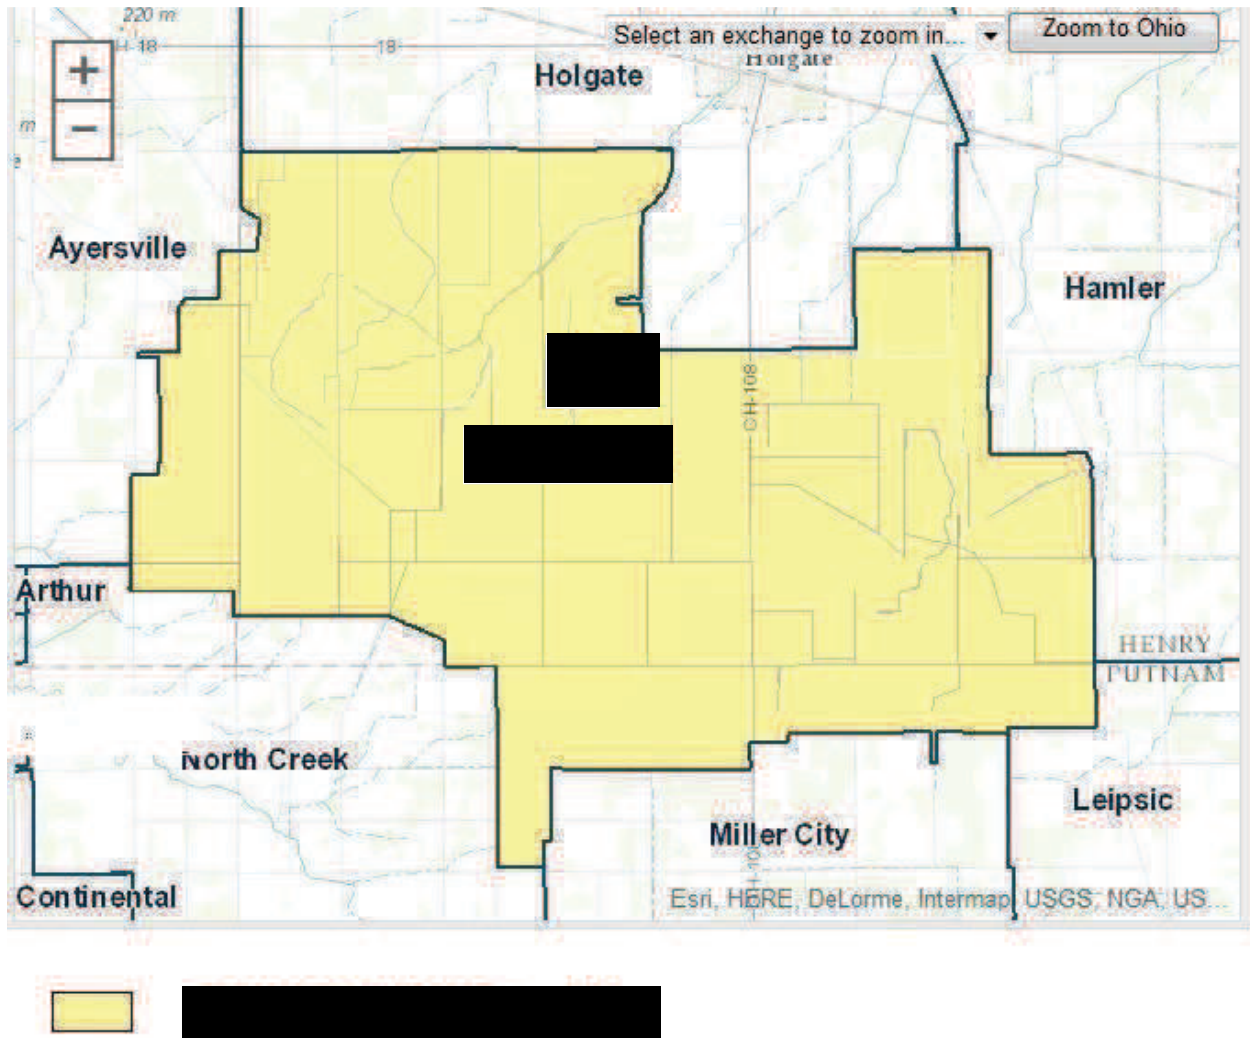 220 m
18
Select an exchange to zoom in...
Zoom to Ohio
+
Holgate
Holgate
−
m
Ayersville
Hamler
OH-108
Arthur
HENRY
PUTNAM
North Creek
Leipsic
Miller City
Continental
Esri, HERE, DeLorme, Intermap, USGS, NGA, US...